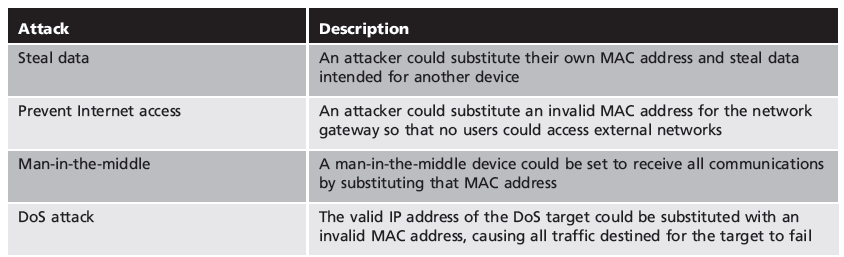 Attack Description
Steal data An attacker could substitute their own MAC address and steal data
intended for another device
Prevent Internet access An attacker could substitute an invalid MAC address for the network
gateway so that no users could access external networks
Man-in-the-middle A man-in-the-middle device could be set to receive all communications
by substituting that MAC address
DoS attack The valid IP address of the DoS target could be substituted with an
invalid MAC address, causing all traffic destined for the target to fail